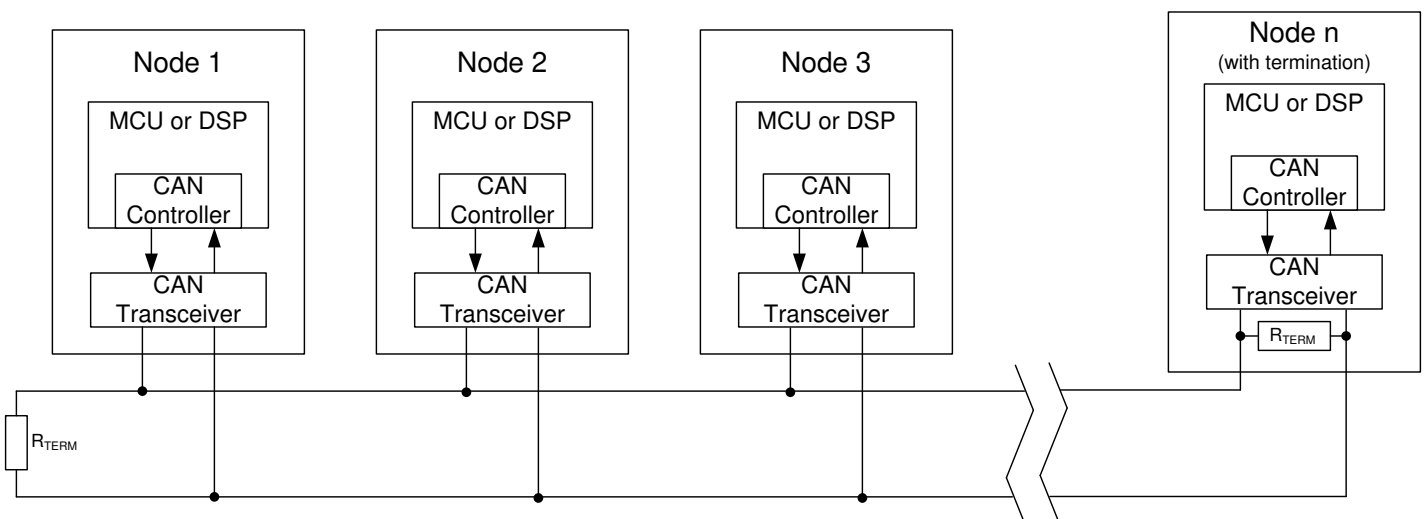 Node 1
MCU or DSP
CAN
Controller
CAN
Transceiver
Node 2
MCU or DSP
CAN
Controller
CAN
Transceiver
Node 3
MCU or DSP
CAN
Controller
CAN
Transceiver
Node n
(with termination)
MCU or DSP
CAN
Controller
CAN
Transceiver
RTERM
RTERM